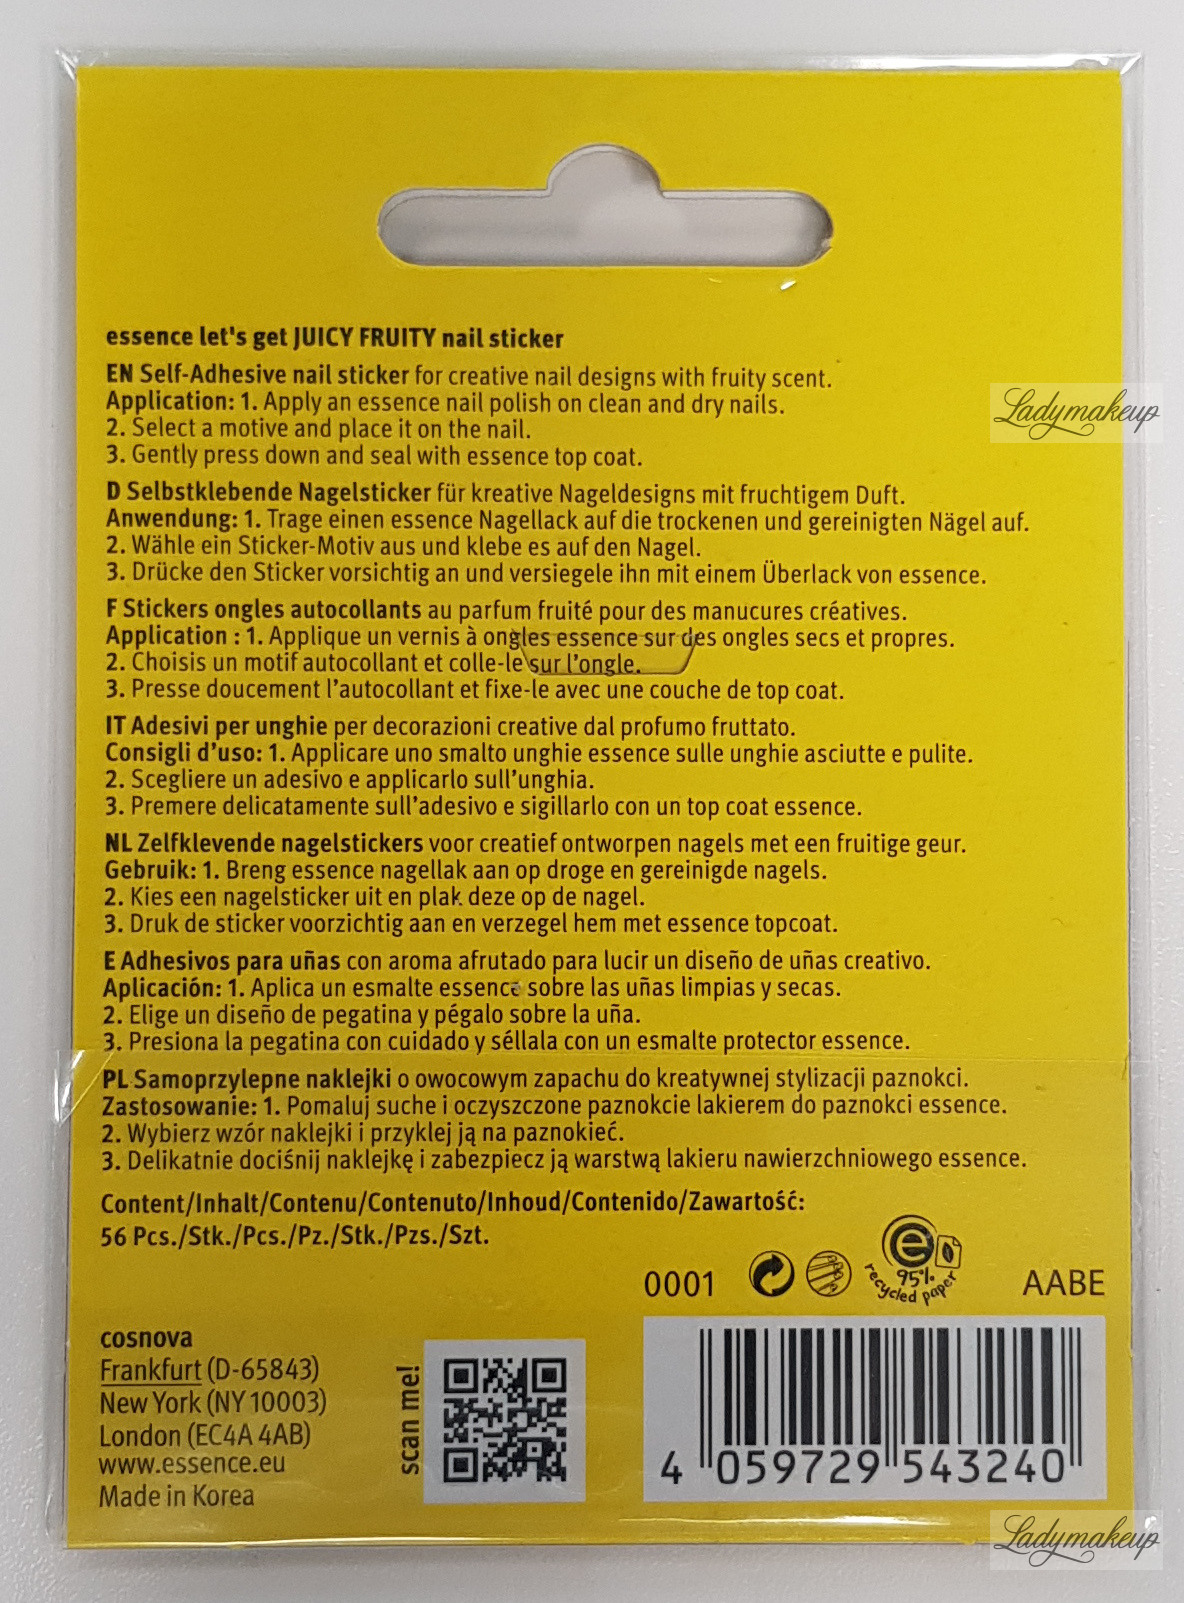 essence let's get JUICY FRUITY nail sticker
EN Self-Adhesive nail sticker for creative nail designs with fruity scent.
Application: 1. Apply an essence nail polish on clean and dry nails.
2. Select a motive and place it on the nail.
3. Gently press down and seal with essence top coat.
D Selbstklebende Nagelsticker für kreative Nageldesigns mit fruchtigem Duft.
Anwendung: 1. Trage einen essence Nagellack auf die trockenen und gereinigten Nägel auf.
2. Wähle ein Sticker-Motiv aus und klebe es auf den Nagel.
3. Drücke den Sticker vorsichtig an und versiegele ihn mit einem Überlack von essence.
F Stickers ongles autocollants au parfum fruité pour des manucures créatives.
Application : 1. Applique un vernis à ongles essence sur des ongles secs et propres.
2. Choisis un motif autocollant et colle-le sur l'ongle.
3. Presse doucement l'autocollant et fixe-le avec une couche de top coat.
IT Adesivi per unghie per decorazioni creative dal profumo fruttato.
Consigli d'uso: 1. Applicare uno smalto unghie essence sulle unghie asciutte e pulite.
2. Scegliere un adesivo e applicarlo sull'unghia.
3. Premere delicatamente sull'adesivo e sigillarlo con un top coat essence.
NL Zelfklevende nagelstickers voor creatief ontworpen nagels met een fruitige geur.
Gebruik: 1. Breng essence nagellak aan op droge en gereinigde nagels.
2. Kies een nagelsticker uit en plak deze op de nagel.
3. Druk de sticker voorzichtig aan en verzegel hem met essence topcoat.
E Adhesivos para uñas con aroma afrutado para lucir un diseño de uñas creativo.
Aplicación: 1. Aplica un esmalte essence sobre las uñas limpias y secas.
2. Elige un diseño de pegatina y pégalo sobre la uña.
3. Presiona la pegatina con cuidado y séllala con un esmalte protector essence.
PL Samoprzylepne naklejki o owocowym zapachu do kreatywnej stylizacji paznokci.
Zastosowanie: 1. Pomaluj suche i oczyszczone paznokcie lakierem do paznokci essence.
2. Wybierz wzór naklejki i przyklej ją na paznokieć.
3. Delikatnie dociśnij naklejkę i zabezpiecz ją warstwą lakieru nawierzchniowego essence.
Content/Inhalt/Contenu/Contenuto/Inhoud/Contenido/Zawartość:
56 Pcs./Stk./Pcs./Pz./Stk./Pzs./Szt.
0001
e 95% recycled paper
AABE
cosnova
Frankfurt (D-65843)
New York (NY 10003)
London (EC4A 4AB)
www.essence.eu
Made in Korea
scan me!
4 059729 543240
Ladymakeup
Ladymakeup